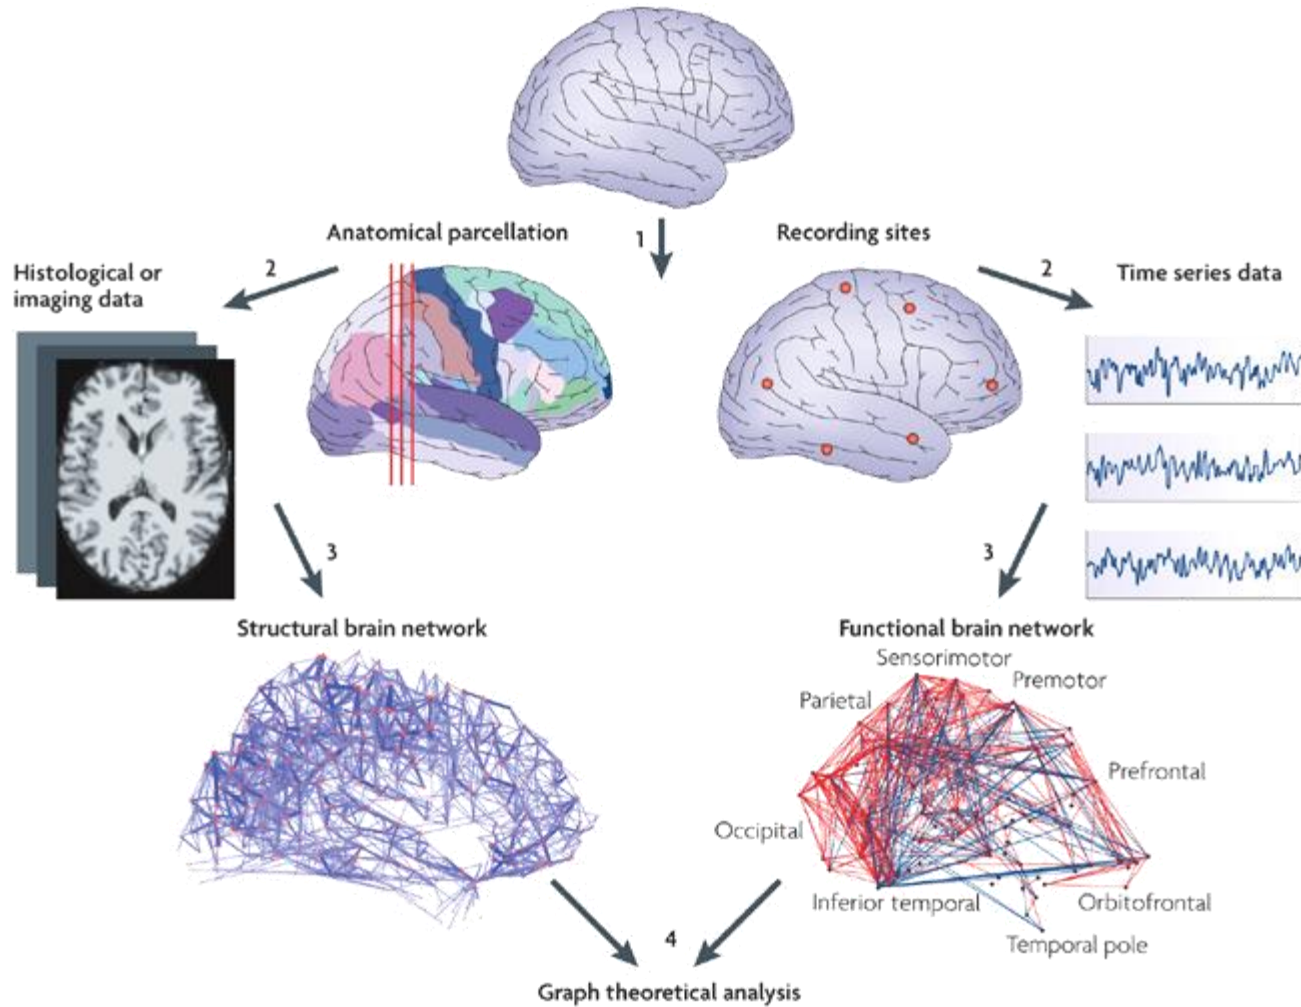 Anatomical parcellation
1
Recording sites
Histological or
imaging data
2
2
Time series data
3
3
Structural brain network
Functional brain network
Sensorimotor
Premotor
Parietal
Prefrontal
Occipital
Inferior temporal
Orbitofrontal
Temporal pole
4
Graph theoretical analysis